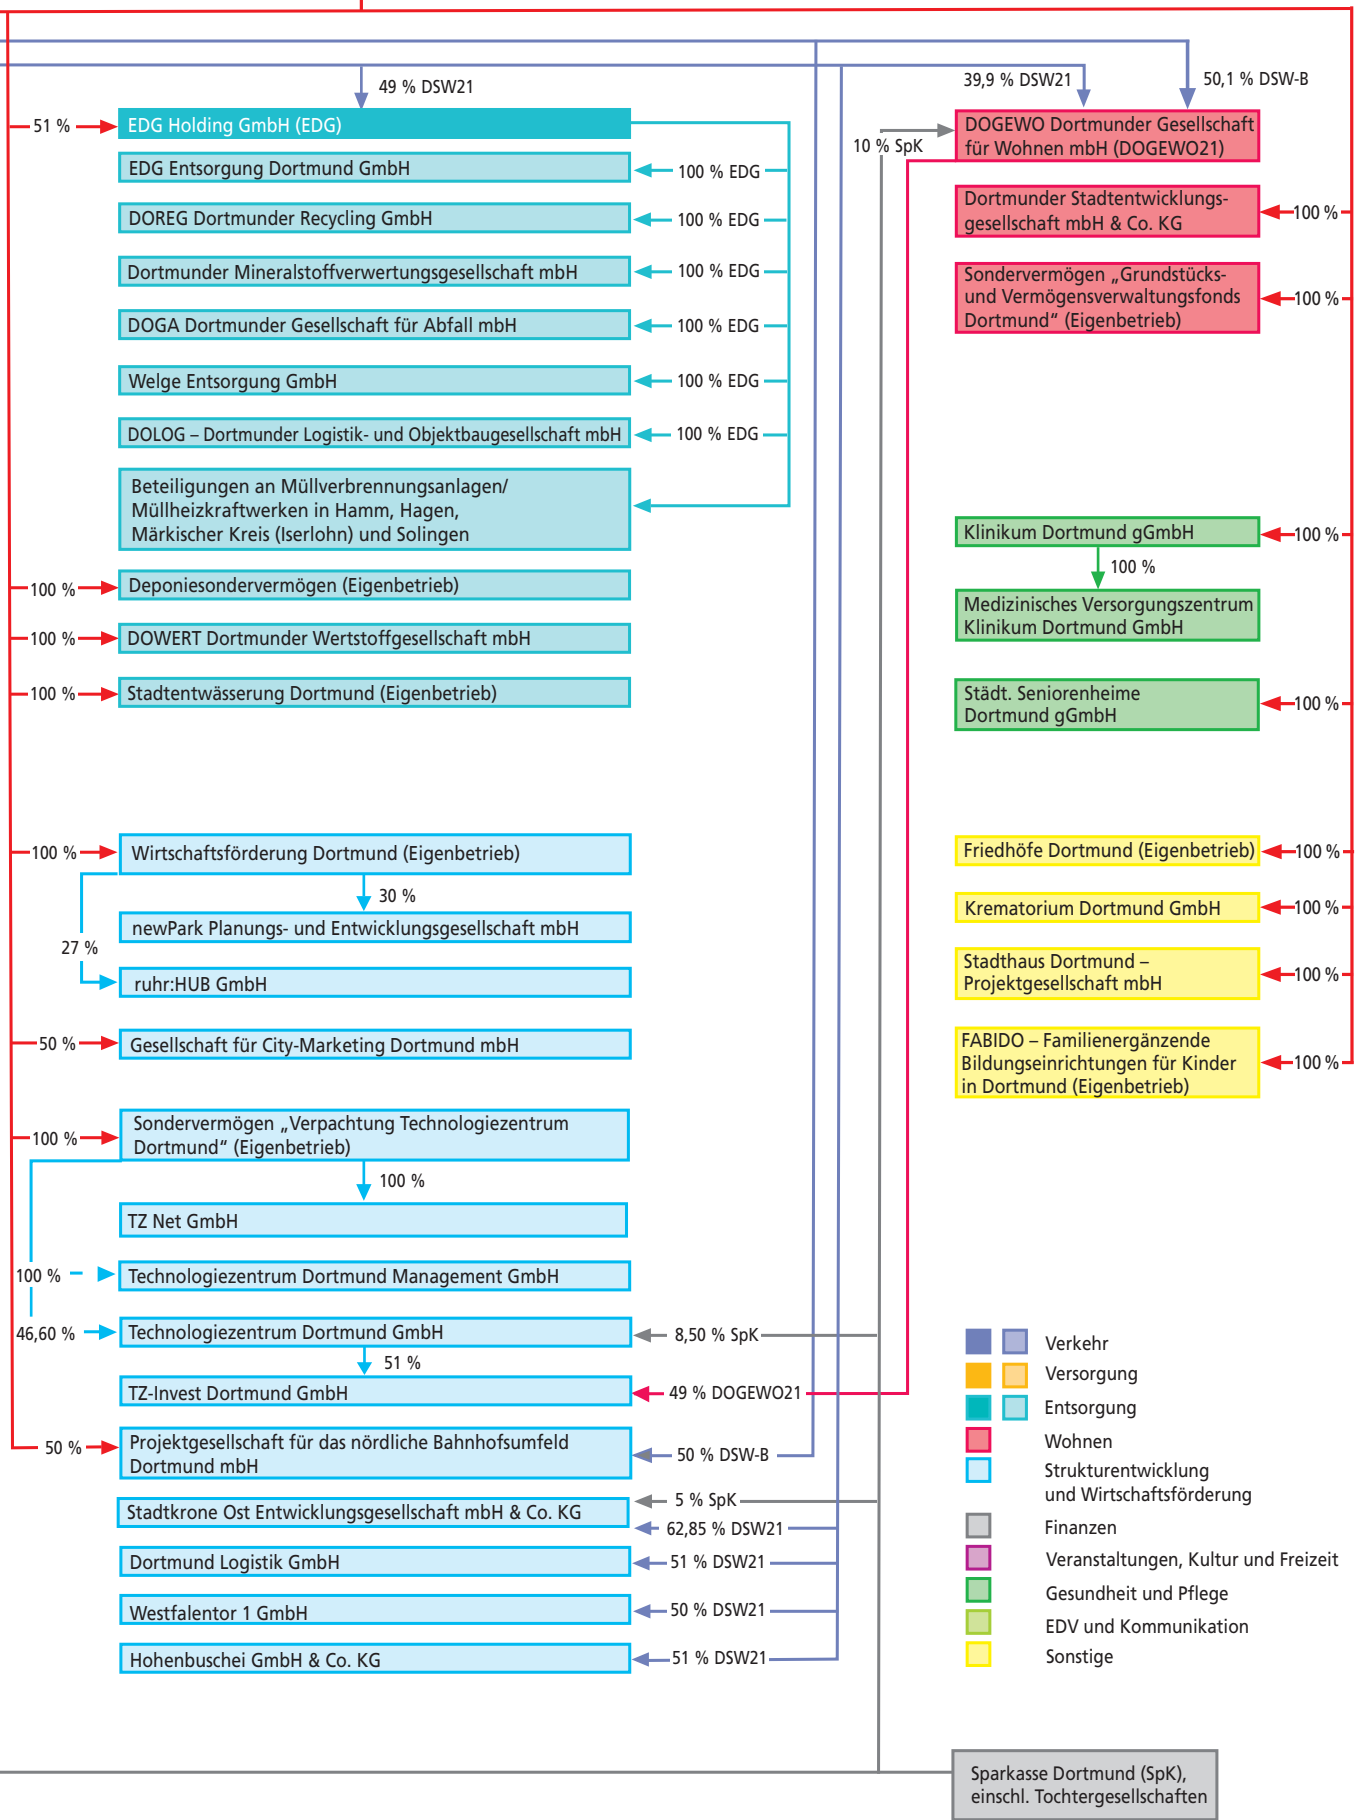 49 % DSW21
39,9 % DSW21
50,1 % DSW-B
51 %
EDG Holding GmbH (EDG)
EDG Entsorgung Dortmund GmbH
100 % EDG
DOREG Dortmunder Recycling GmbH
100 % EDG
Dortmunder Mineralstoffverwertungsgesellschaft mbH
100 % EDG
DOGA Dortmunder Gesellschaft für Abfall mbH
100 % EDG
Welge Entsorgung GmbH
100 % EDG
DOLOG – Dortmunder Logistik- und Objektbaugesellschaft mbH
100 % EDG
Beteiligungen an Müllverbrennungsanlagen/
Müllheizkraftwerken in Hamm, Hagen,
Märkischer Kreis (Iserlohn) und Solingen
100 %
Deponiesondervermögen (Eigenbetrieb)
100 %
DOWERT Dortmunder Wertstoffgesellschaft mbH
100 %
Stadtentwässerung Dortmund (Eigenbetrieb)
100 %
Wirtschaftsförderung Dortmund (Eigenbetrieb)
30 %
newPark Planungs- und Entwicklungsgesellschaft mbH
27 %
ruhr:HUB GmbH
50 %
Gesellschaft für City-Marketing Dortmund mbH
100 %
Sondervermögen „Verpachtung Technologiezentrum
Dortmund“ (Eigenbetrieb)
100 %
TZ Net GmbH
100 %
Technologiezentrum Dortmund Management GmbH
46,60 %
Technologiezentrum Dortmund GmbH
8,50 % SpK
51 %
TZ-Invest Dortmund GmbH
49 % DOGEWO21
50 %
Projektgesellschaft für das nördliche Bahnhofsumfeld
Dortmund mbH
50 % DSW-B
Stadtkrone Ost Entwicklungsgesellschaft mbH & Co. KG
5 % SpK
62,85 % DSW21
Dortmund Logistik GmbH
51 % DSW21
Westfalentor 1 GmbH
50 % DSW21
Hohenbuschei GmbH & Co. KG
51 % DSW21
10 % SpK
DOGEWO Dortmunder Gesellschaft
für Wohnen mbH (DOGEWO21)
Dortmunder Stadtentwicklungs-
gesellschaft mbH & Co. KG
100 %
Sondervermögen „Grundstücks-
und Vermögensverwaltungsfonds
Dortmund“ (Eigenbetrieb)
100 %
Klinikum Dortmund gGmbH
100 %
100 %
Medizinisches Versorgungszentrum
Klinikum Dortmund GmbH
Städt. Seniorenheime
Dortmund gGmbH
100 %
Friedhöfe Dortmund (Eigenbetrieb)
100 %
Krematorium Dortmund GmbH
100 %
Stadthaus Dortmund –
Projektgesellschaft mbH
100 %
FABIDO – Familienergänzende
Bildungseinrichtungen für Kinder
in Dortmund (Eigenbetrieb)
100 %
Verkehr
Versorgung
Entsorgung
Wohnen
Strukturentwicklung
und Wirtschaftsförderung
Finanzen
Veranstaltungen, Kultur und Freizeit
Gesundheit und Pflege
EDV und Kommunikation
Sonstige
Sparkasse Dortmund (SpK),
einschl. Tochtergesellschaften